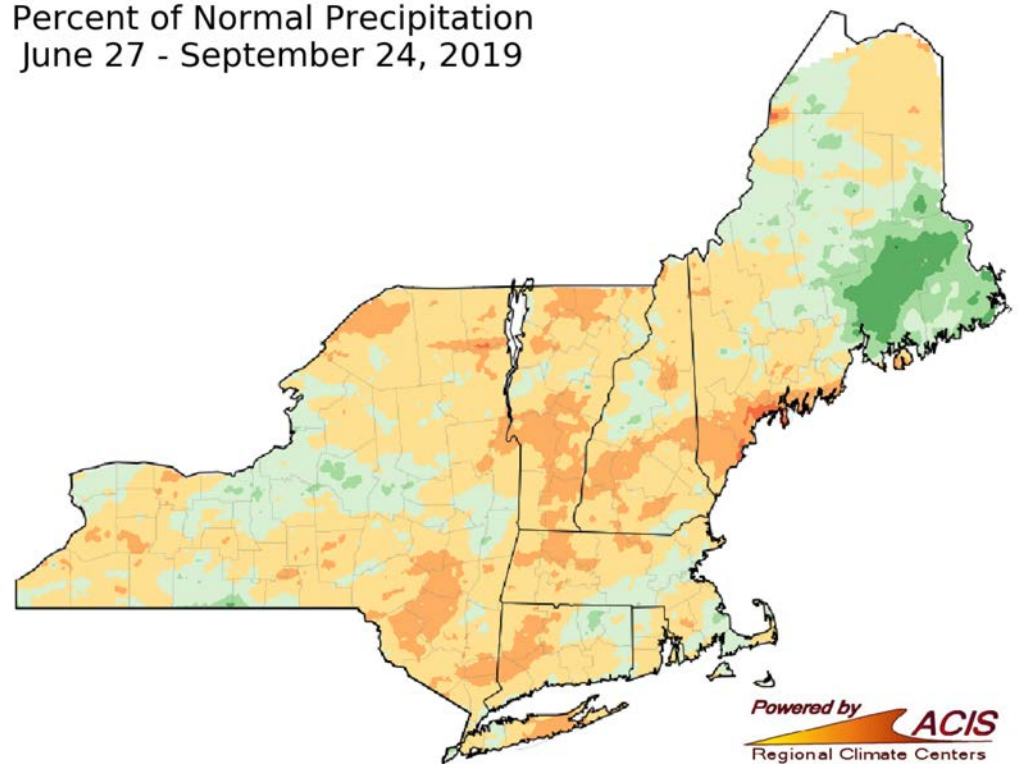 Percent of Normal Precipitation
June 27 - September 24, 2019
Powered by
ACIS
Regional Climate Centers